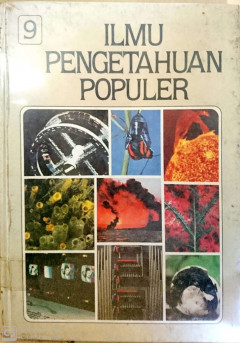 9
ILMU
PENGETAHUAN
POPULER